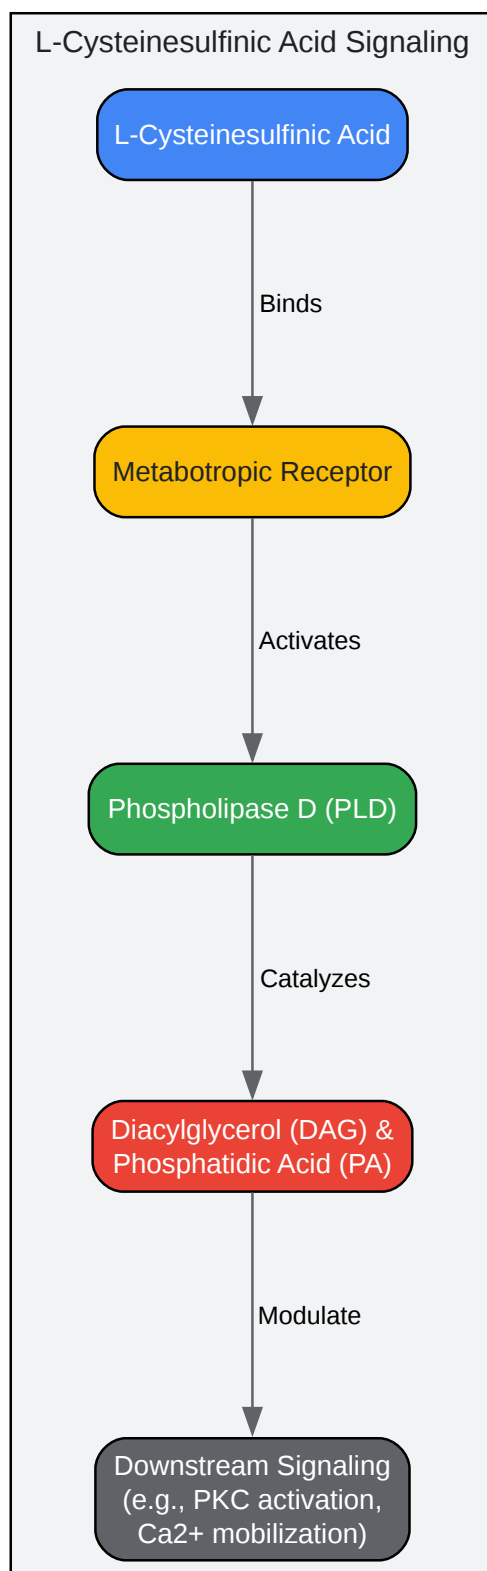 L-Cysteinesulfinic Acid Signaling
L-Cysteinesulfinic Acid
Binds
Metabotropic Receptor
Activates
Phospholipase D (PLD)
Catalyzes
Diacylglycerol (DAG) &
Phosphatidic Acid (PA)
Modulate
Downstream Signaling
(e.g., PKC activation,
Ca2+ mobilization)